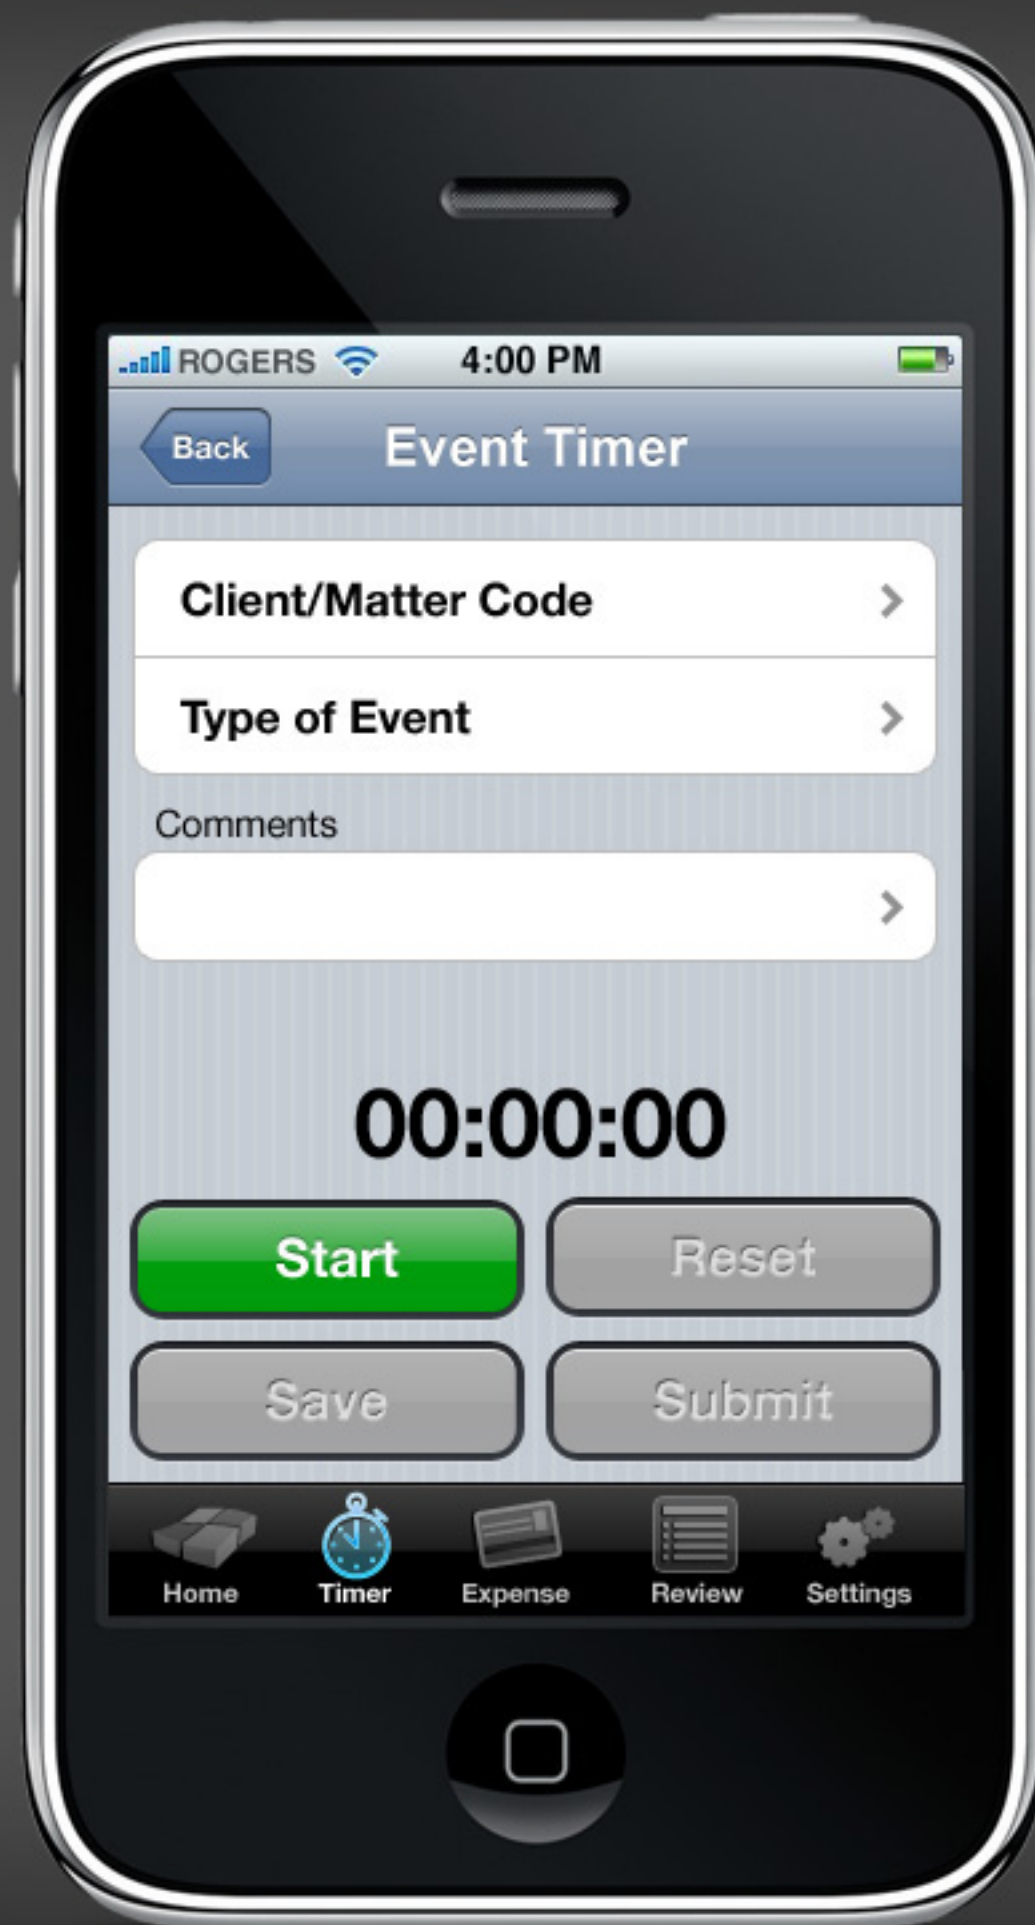 ROGERS 4:00 PM
Back Event Timer
Client/Matter Code
Type of Event
Comments
00:00:00
Start Reset
Save Submit
Home Timer Expense Review Settings